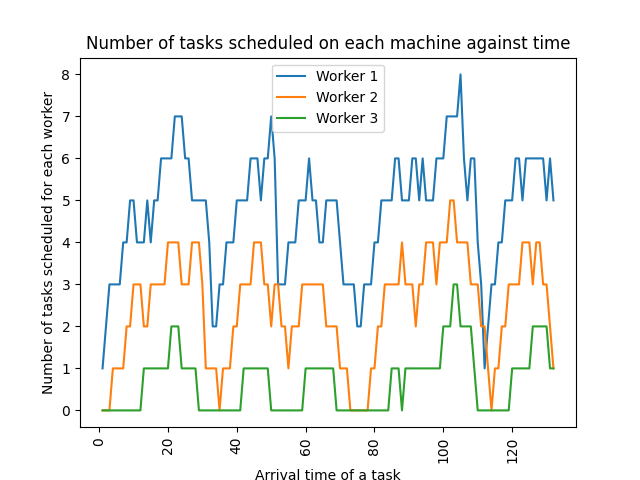 Number of tasks scheduled on each machine against time
Number of tasks scheduled for each worker
8
7
6
5
4
3
2
1
0
Worker 1
Worker 2
Worker 3
0
20
40
60
80
100
120
Arrival time of a task